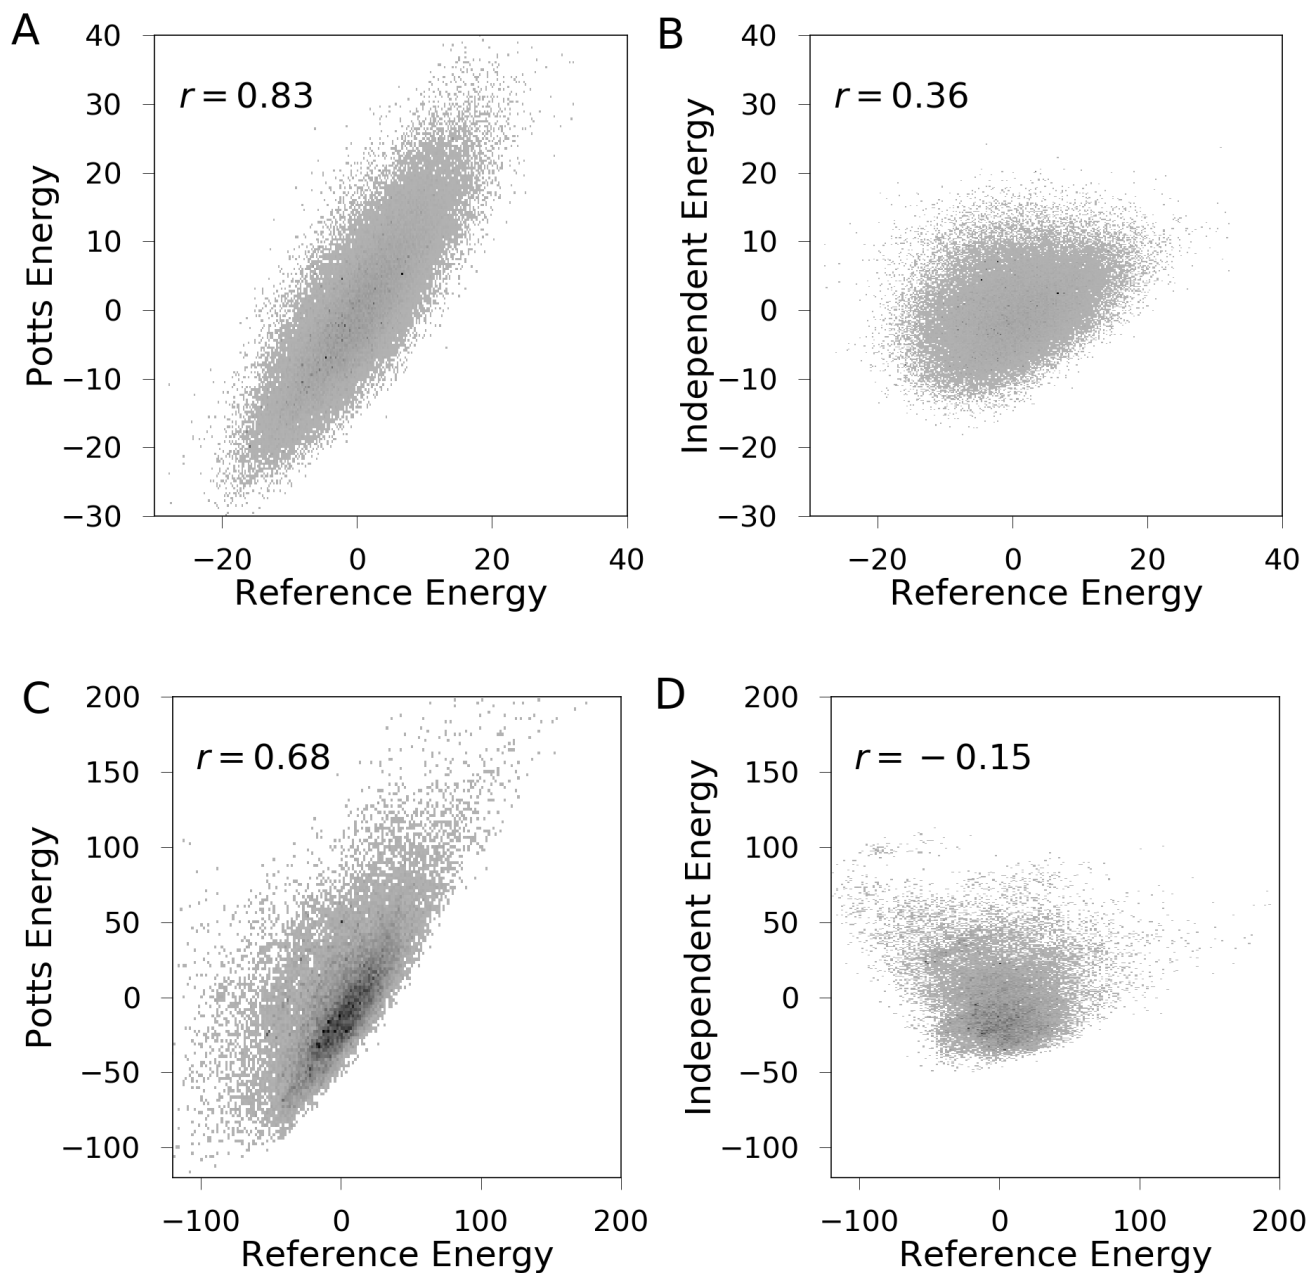 A
r = 0.83
Potts Energy
40
30
20
10
0
−10
−20
−30
−20 0 20 40
Reference Energy
B
r = 0.36
Independent Energy
40
30
20
10
0
−10
−20
−30
−20 0 20 40
Reference Energy
C
r = 0.68
Potts Energy
200
150
100
50
0
−50
−100
−100 0 100 200
Reference Energy
D
r = −0.15
Independent Energy
200
150
100
50
0
−50
−100
−100 0 100 200
Reference Energy